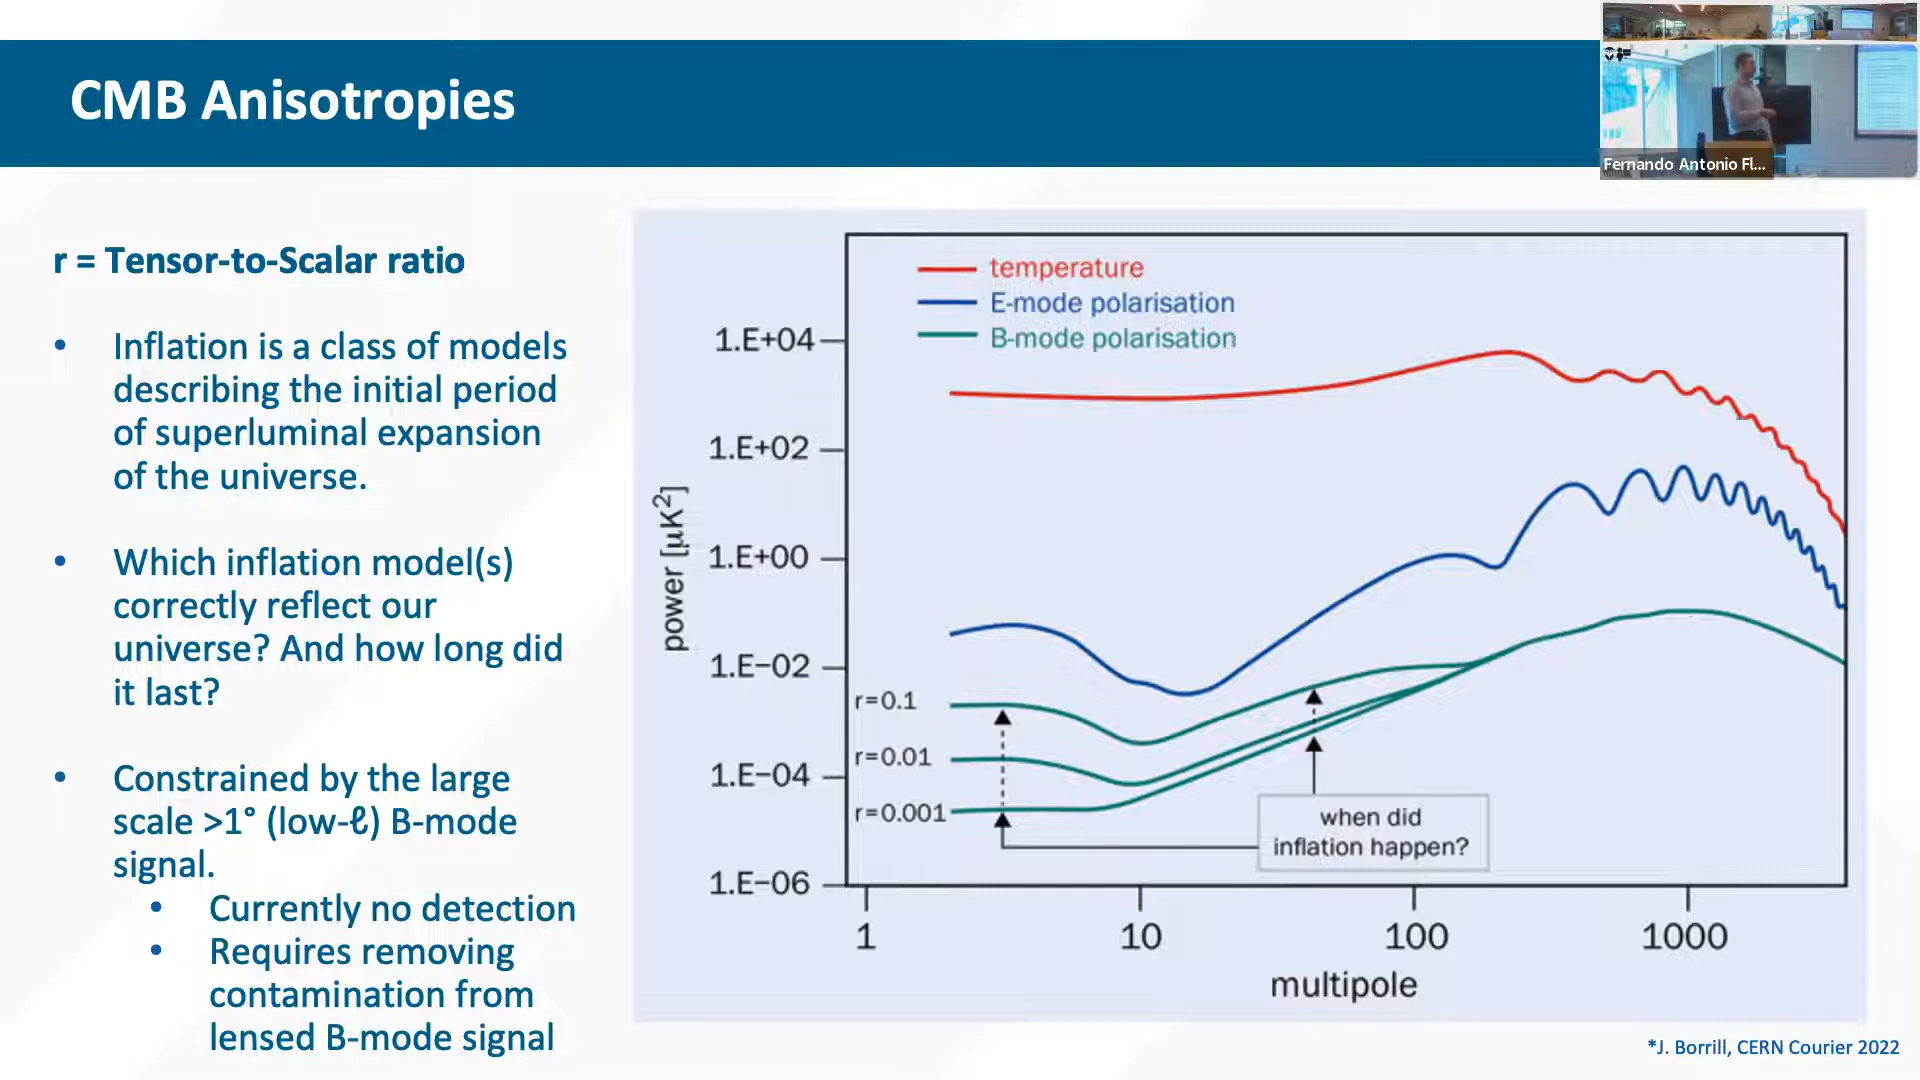 CMB Anisotropies
Fernando Antonio Fl...
r = Tensor-to-Scalar ratio
• Inflation is a class of models
describing the initial period
of superluminal expansion
of the universe.
• Which inflation model(s)
correctly reflect our
universe? And how long did
it last?
• Constrained by the large
scale >1° (low-ℓ) B-mode
signal.
• Currently no detection
• Requires removing
contamination from
lensed B-mode signal
temperature
E-mode polarisation
B-mode polarisation
power [μK²]
1.E+04
1.E+02
1.E+00
1.E−02
1.E−04
1.E−06
r=0.1
r=0.01
r=0.001
when did
inflation happen?
1 10 100 1000
multipole
*J. Borrill, CERN Courier 2022